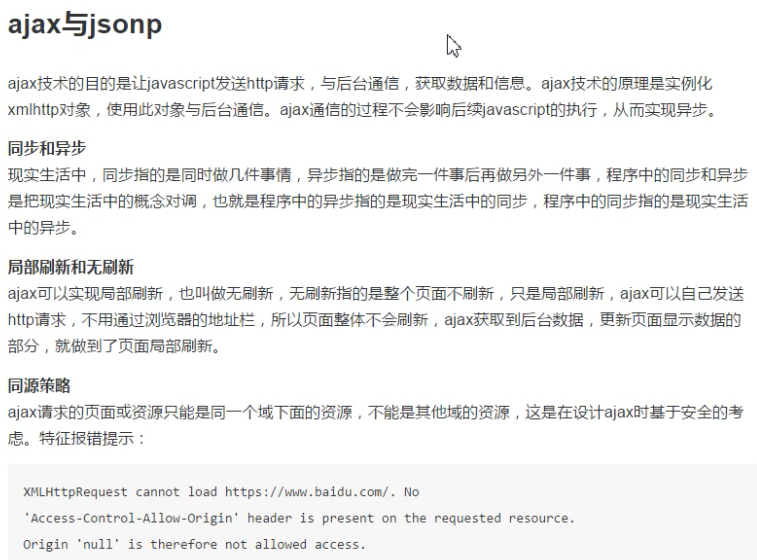 ajax与jsonp
ajax技术的目的是让javascript发送http请求，与后台通信，获取数据和信息。ajax技术的原理是实例化
xmlhttp对象，使用此对象与后台通信。ajax通信的过程不会影响后续javascript的执行，从而实现异步。
同步和异步
现实生活中，同步指的是同时做几件事情，异步指的是做完一件事后再做另外一件事，程序中的同步和异步
是把现实生活中的概念对调，也就是程序中的异步指的是现实生活中的同步，程序中的同步指的是现实生活
中的异步。
局部刷新和无刷新
ajax可以实现局部刷新，也叫做无刷新，无刷新指的是整个页面不刷新，只是局部刷新，ajax可以自己发送
http请求，不用通过浏览器的地址栏，所以页面整体不会刷新，ajax获取到后台数据，更新页面显示数据的
部分，就做到了页面局部刷新。
同源策略
ajax请求的页面或资源只能是同一个域下面的资源，不能是其他域的资源，这是在设计ajax时基于安全的考
虑。特征报错提示：
XMLHttpRequest cannot load https://www.baidu.com/. No
'Access-Control-Allow-Origin' header is present on the requested resource.
Origin 'null' is therefore not allowed access.